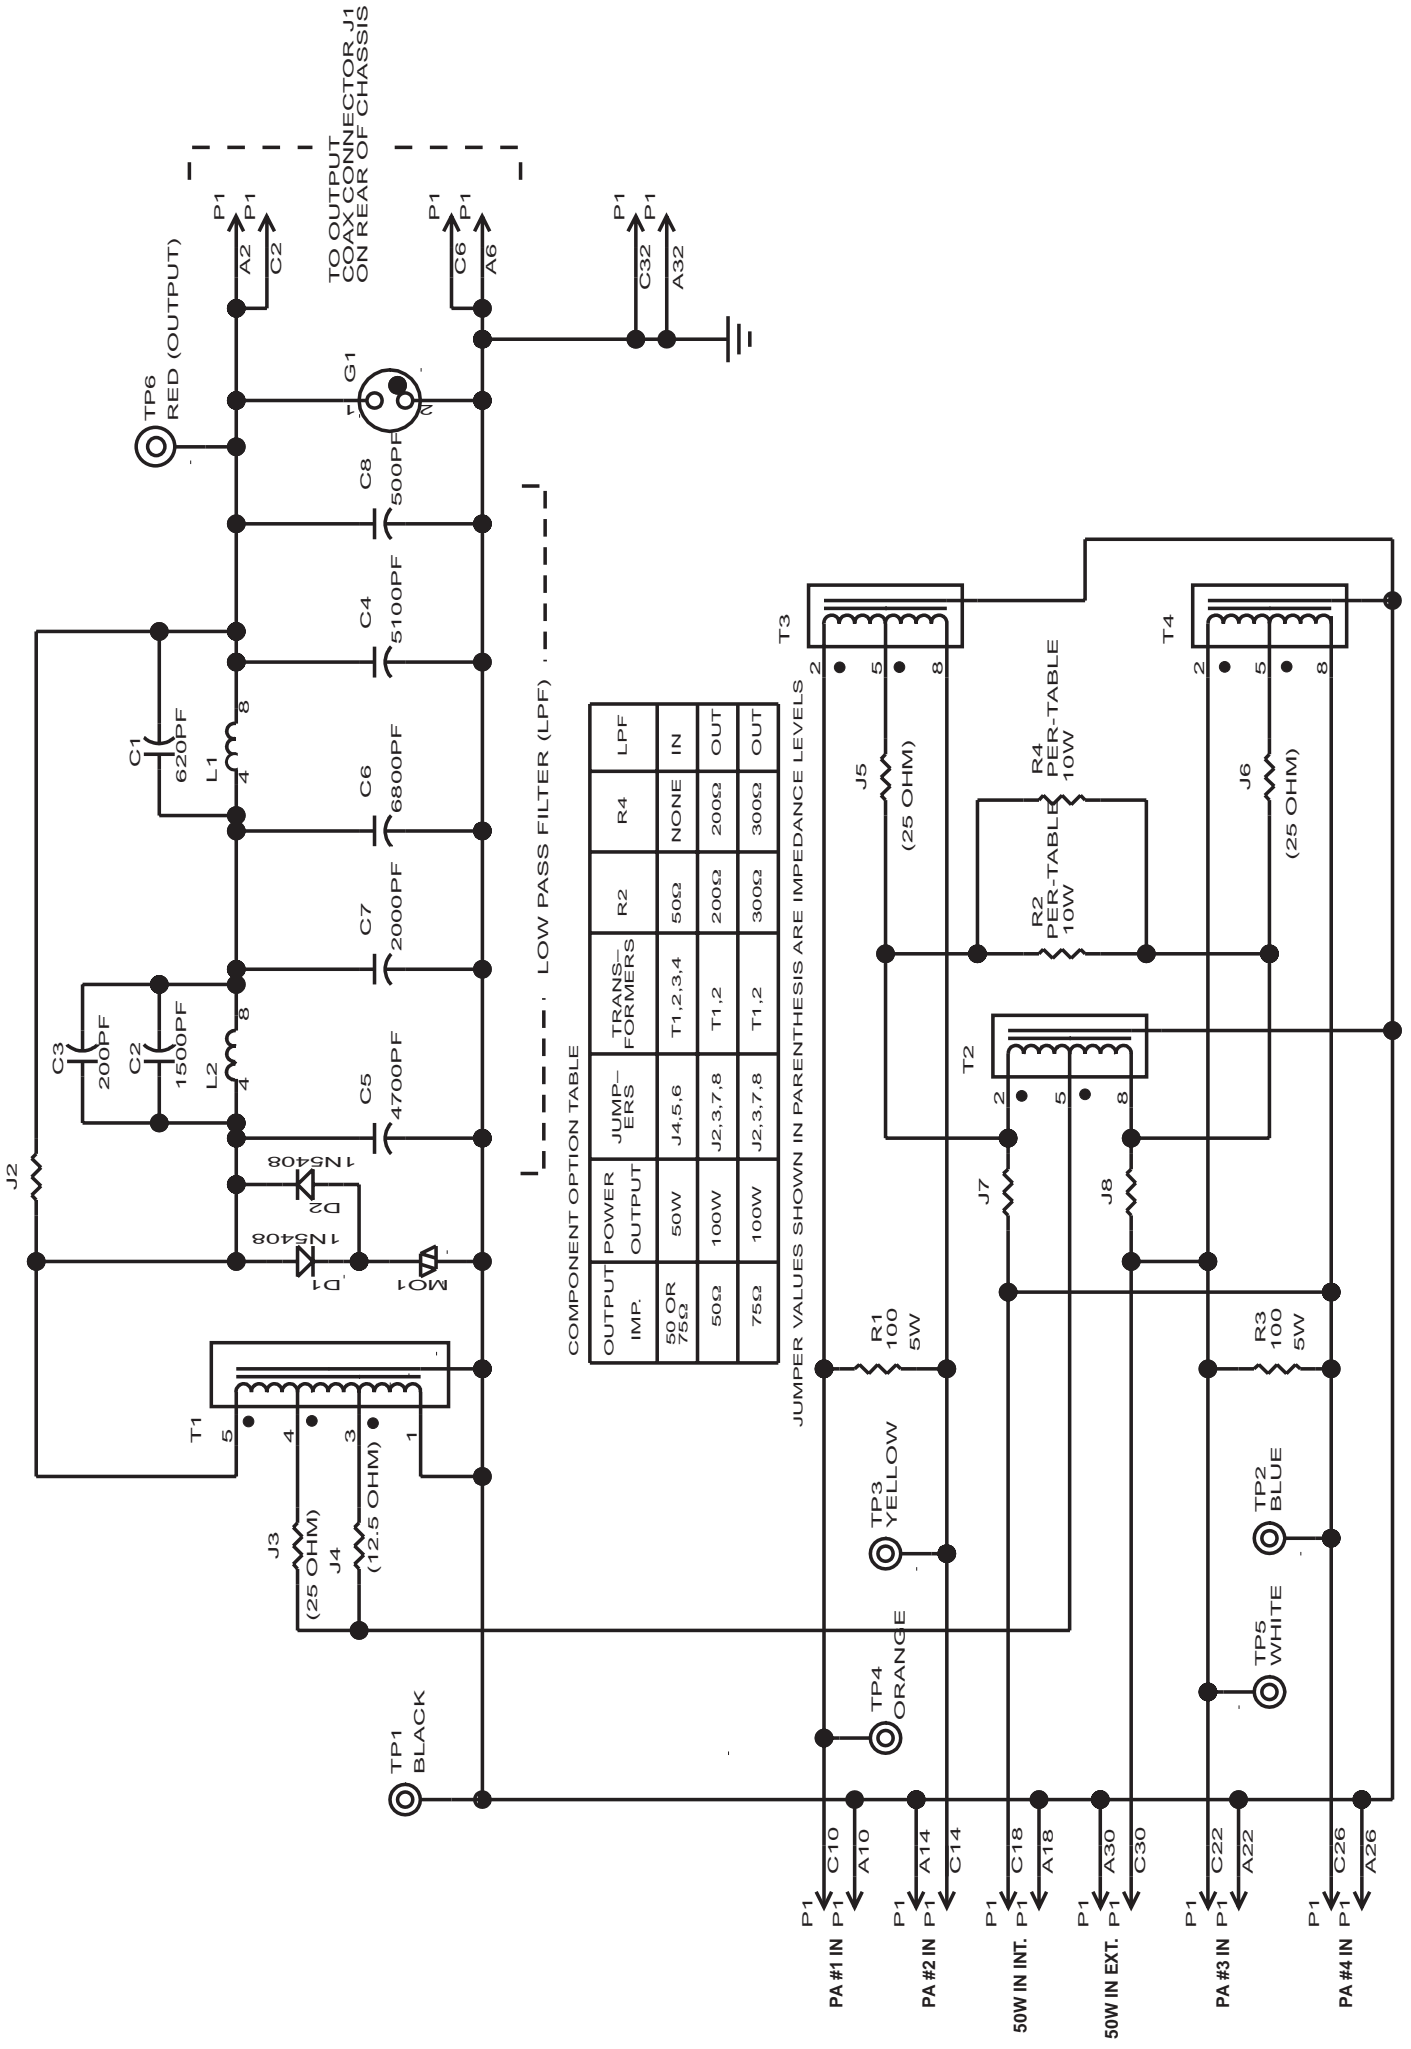 TO OUTPUT
COAX CONNECTOR J1
ON REAR OF CHASSIS
P1
A2
P1
C2
P1
C6
P1
A6
P1
C32
P1
A32
TP6
RED (OUTPUT)
G1
1
2
C8
500PF
C4
5100PF
C6
6800PF
C7
2000PF
C5
4700PF
C1
620PF
L1
8
4
C3
200PF
C2
1500PF
L2
8
4
J2
1N5408
D2
1N5408
D1
MO1
LOW PASS FILTER (LPF)
T1
5
4
3
1
J3
(25 OHM)
J4
(12.5 OHM)
TP1
BLACK
COMPONENT OPTION TABLE
OUTPUT IMP. POWER OUTPUT JUMP–ERS TRANS–FORMERS R2 R4 LPF
50 OR 75Ω 50W J4,5,6 T1,2,3,4 50Ω NONE IN
50Ω 100W J2,3,7,8 T1,2 200Ω 200Ω OUT
75Ω 100W J2,3,7,8 T1,2 300Ω 300Ω OUT
JUMPER VALUES SHOWN IN PARENTHESIS ARE IMPEDANCE LEVELS
T3
2
5
8
T4
2
5
8
J5
(25 OHM)
R4
PER-TABLE
10W
R2
PER-TABLE
10W
J6
(25 OHM)
T2
2
5
8
J7
J8
R1
100
5W
R3
100
5W
TP3
YELLOW
TP2
BLUE
TP4
ORANGE
TP5
WHITE
C10
A10
A14
C14
C18
A18
A30
C30
C22
A22
C26
A26
P1
P1
P1
P1
P1
P1
P1
P1
P1
P1
P1
P1
PA #1 IN
PA #2 IN
50W IN INT.
50W IN EXT.
PA #3 IN
PA #4 IN